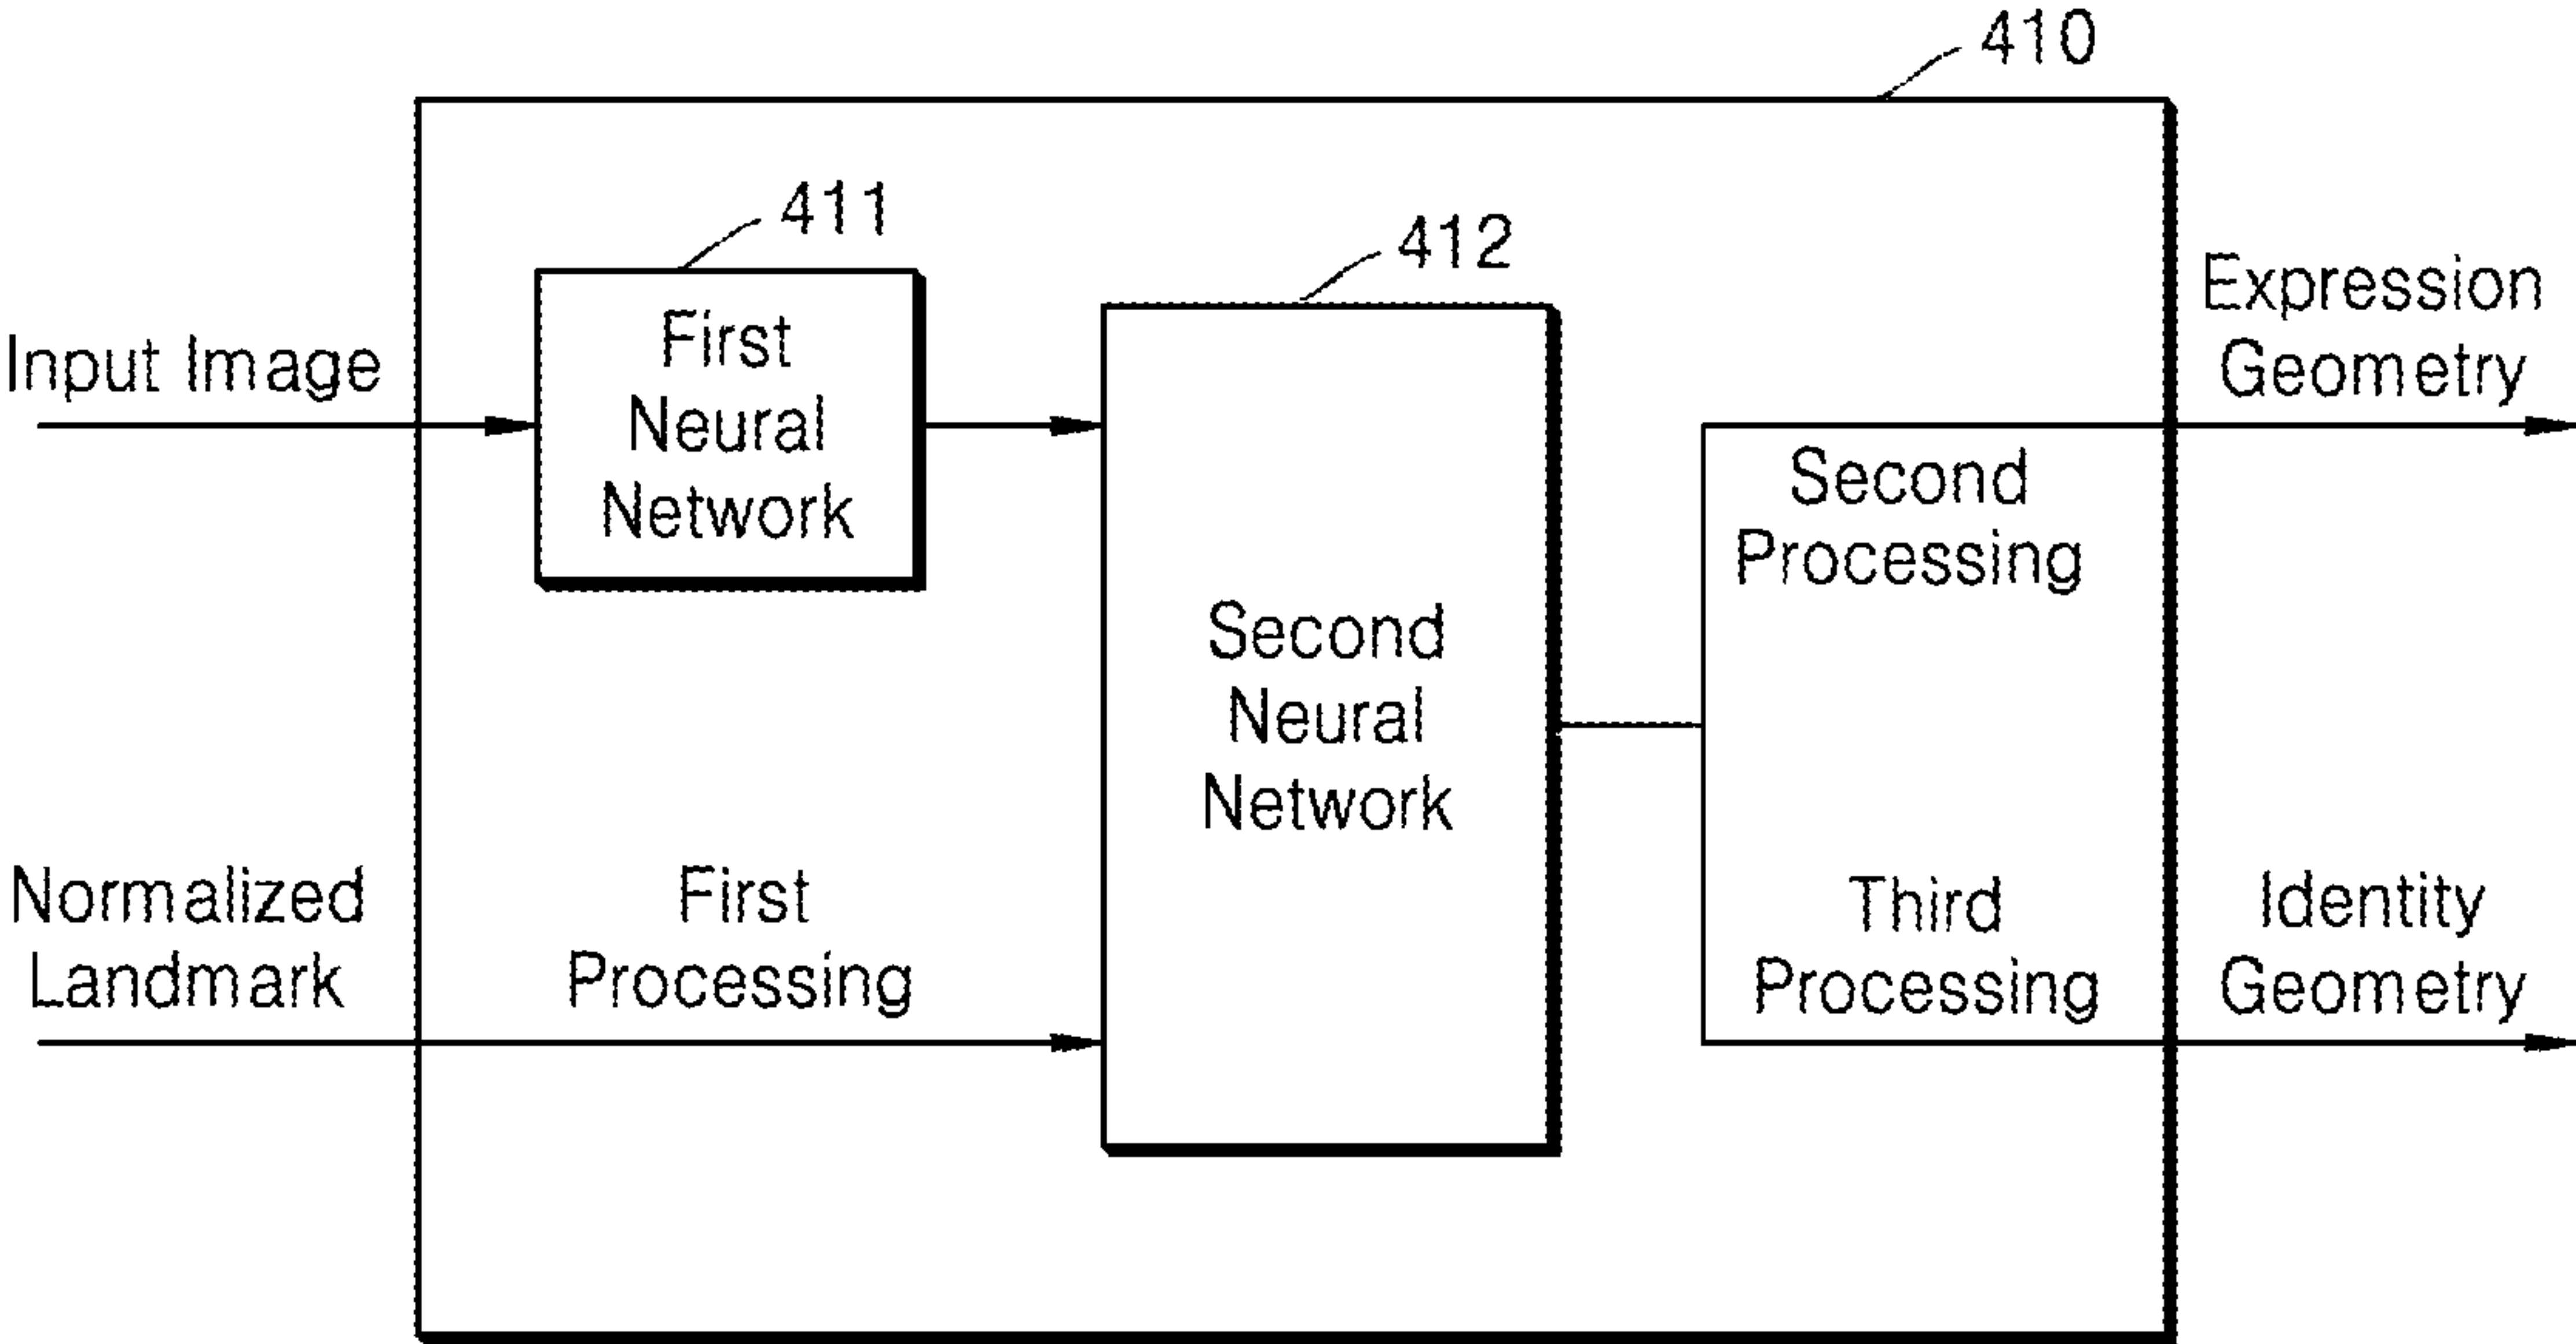 410
411
412
Input Image
First
Neural
Network
Second
Neural
Network
Expression
Geometry
Second
Processing
Normalized
Landmark
First
Processing
Third
Processing
Identity
Geometry